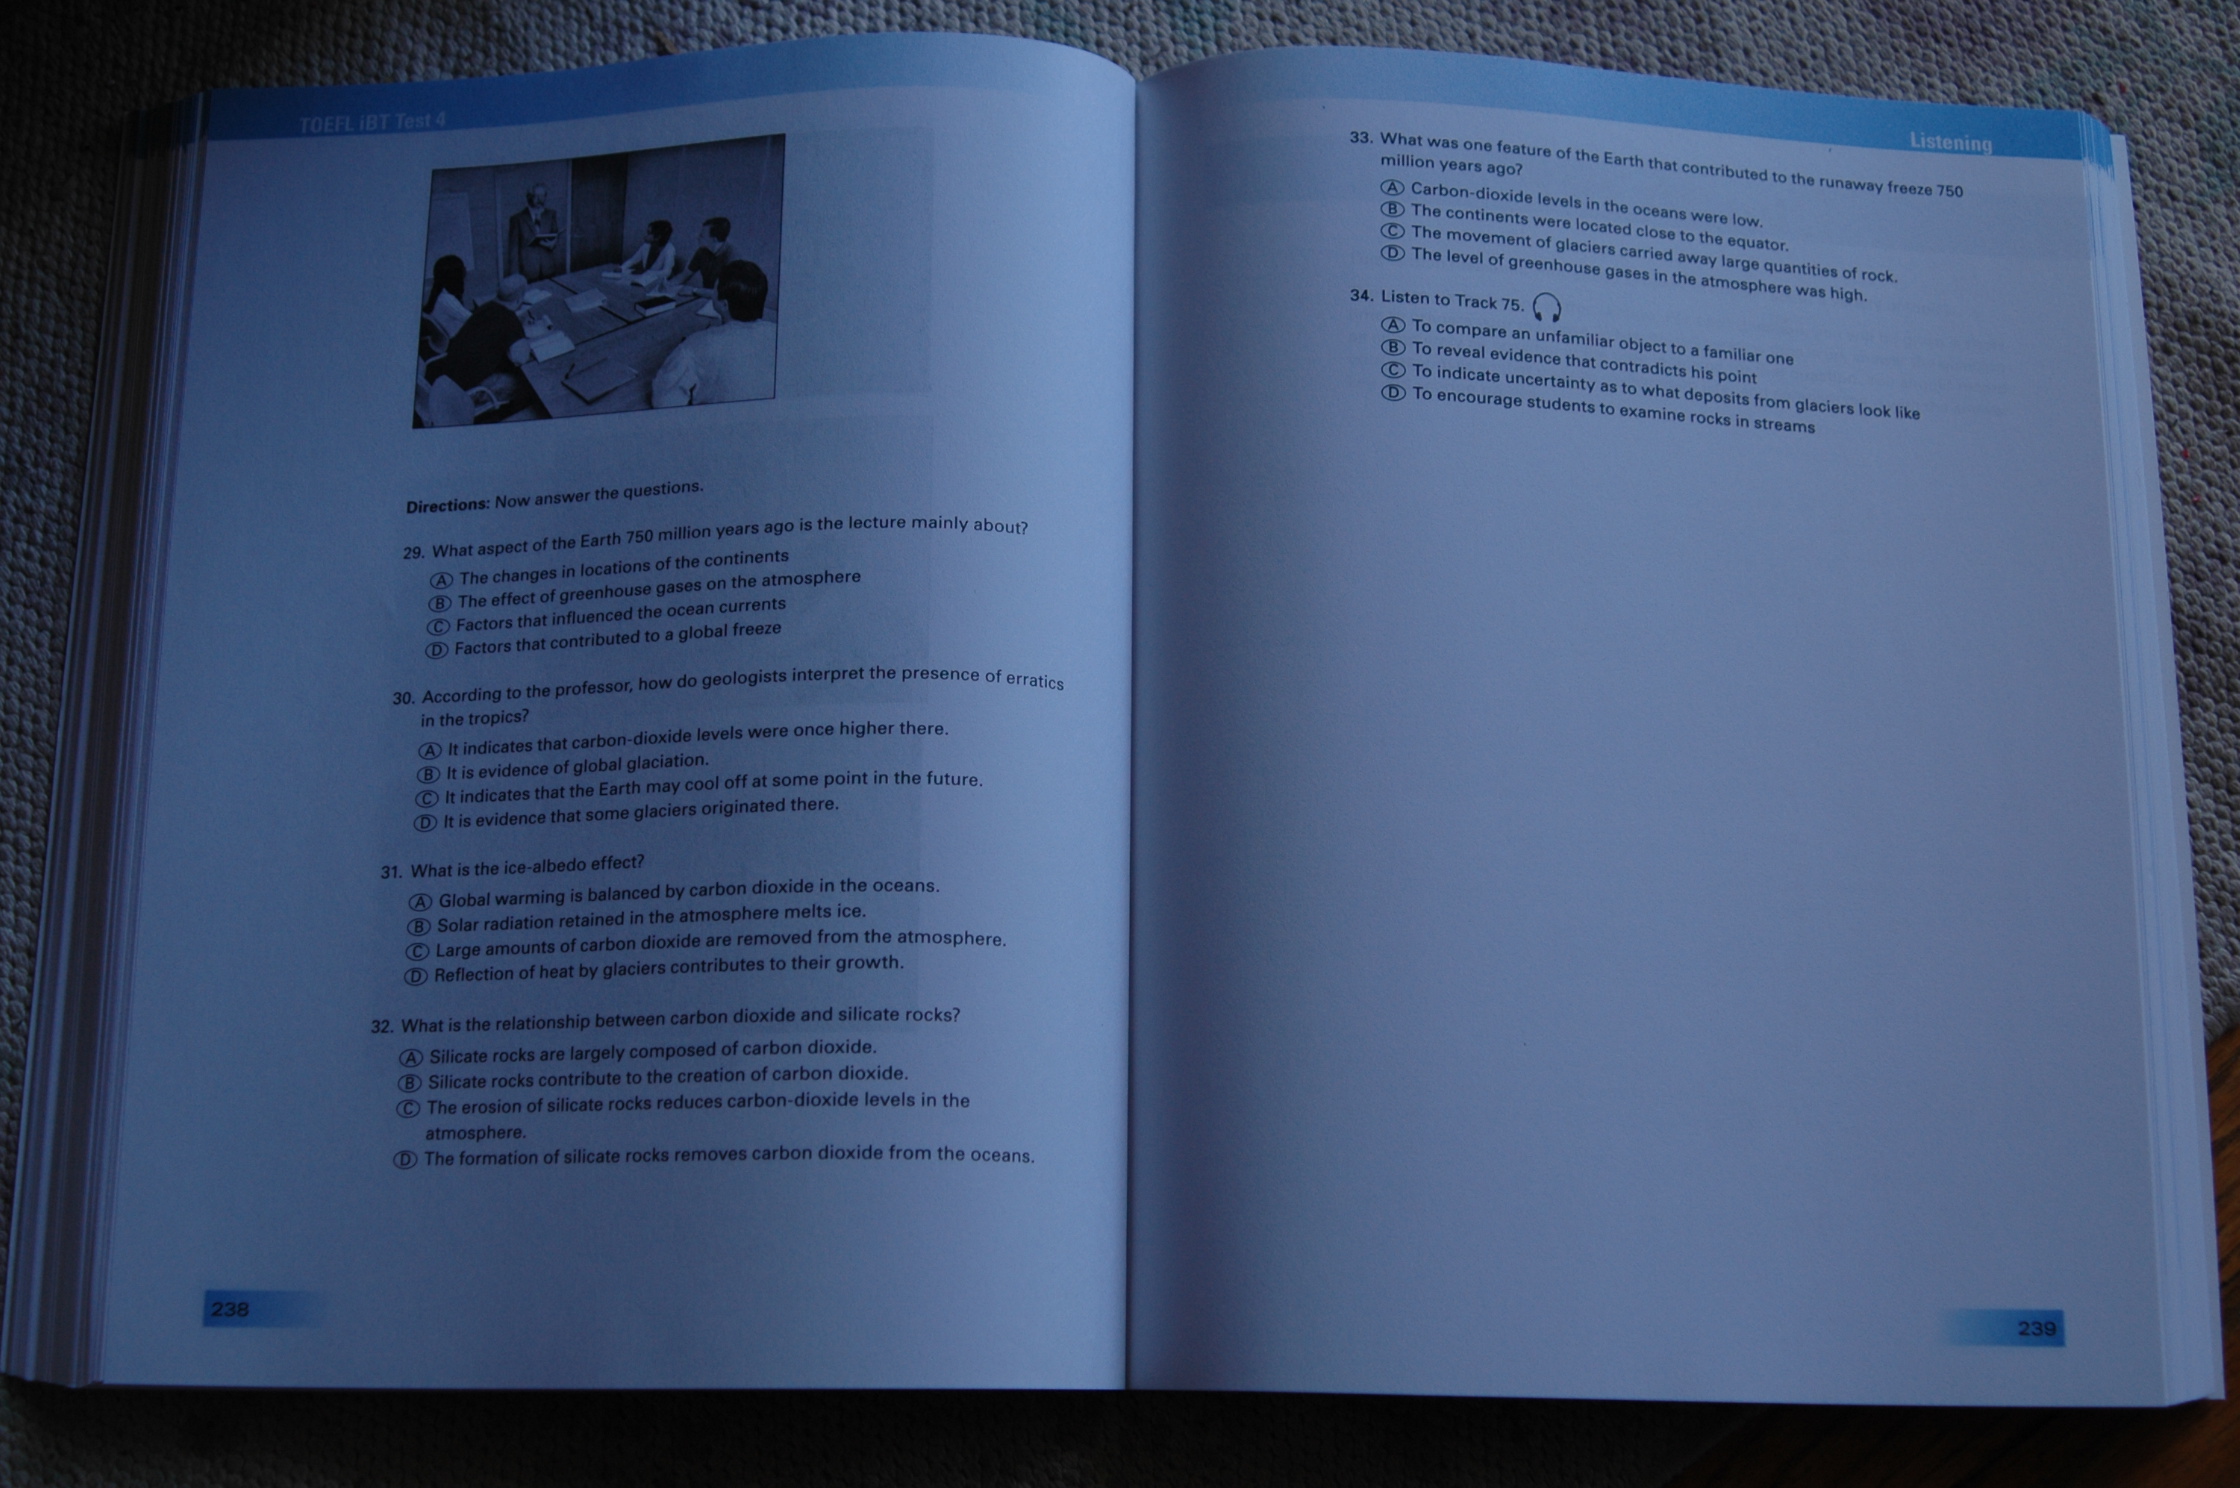 TOEFL iBT Test 4
Directions: Now answer the questions.
29. What aspect of the Earth 750 million years ago is the lecture mainly about?
A The changes in locations of the continents
B The effect of greenhouse gases on the atmosphere
C Factors that influenced the ocean currents
D Factors that contributed to a global freeze
30. According to the professor, how do geologists interpret the presence of erratics
in the tropics?
A It indicates that carbon-dioxide levels were once higher there.
B It is evidence of global glaciation.
C It indicates that the Earth may cool off at some point in the future.
D It is evidence that some glaciers originated there.
31. What is the ice-albedo effect?
A Global warming is balanced by carbon dioxide in the oceans.
B Solar radiation retained in the atmosphere melts ice.
C Large amounts of carbon dioxide are removed from the atmosphere.
D Reflection of heat by glaciers contributes to their growth.
32. What is the relationship between carbon dioxide and silicate rocks?
A Silicate rocks are largely composed of carbon dioxide.
B Silicate rocks contribute to the creation of carbon dioxide.
C The erosion of silicate rocks reduces carbon-dioxide levels in the
atmosphere.
D The formation of silicate rocks removes carbon dioxide from the oceans.
238
Listening
33. What was one feature of the Earth that contributed to the runaway freeze 750
million years ago?
A Carbon-dioxide levels in the oceans were low.
B The continents were located close to the equator.
C The movement of glaciers carried away large quantities of rock.
D The level of greenhouse gases in the atmosphere was high.
34. Listen to Track 75.
A To compare an unfamiliar object to a familiar one
B To reveal evidence that contradicts his point
C To indicate uncertainty as to what deposits from glaciers look like
D To encourage students to examine rocks in streams
239